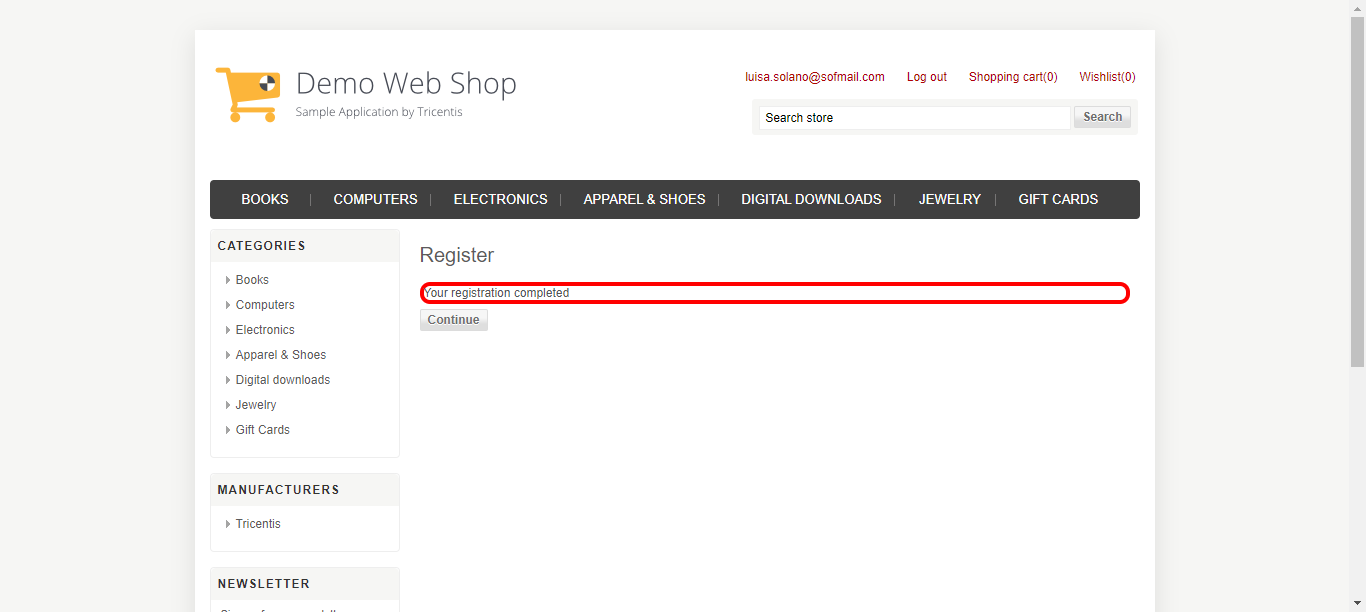 Demo Web Shop
Sample Application by Tricentis
luisa.solano@sofmail.com Log out Shopping cart(0) Wishlist(0)
Search store Search
BOOKS COMPUTERS ELECTRONICS APPAREL & SHOES DIGITAL DOWNLOADS JEWELRY GIFT CARDS
CATEGORIES
Books
Computers
Electronics
Apparel & Shoes
Digital downloads
Jewelry
Gift Cards
MANUFACTURERS
Tricentis
NEWSLETTER
Register
Your registration completed
Continue